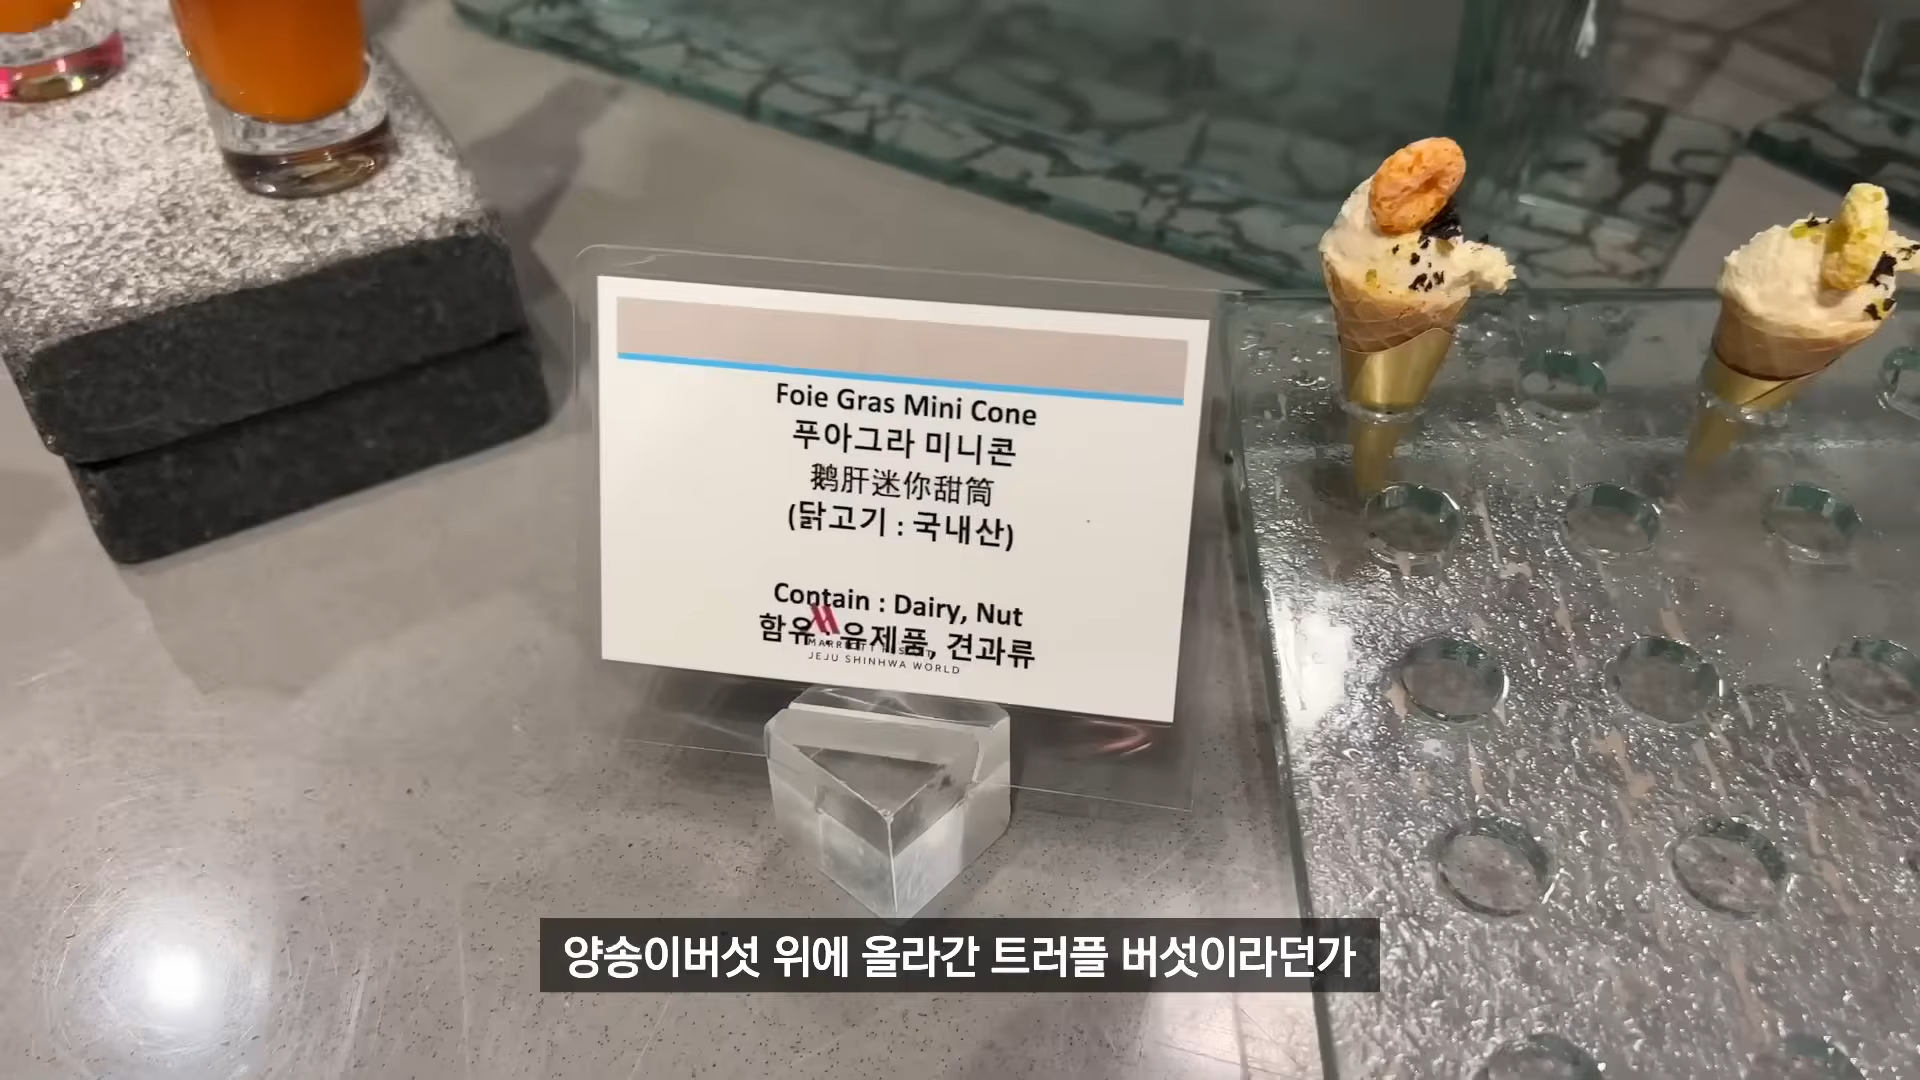 Foie Gras Mini Cone
푸아그라 미니콘
鹅肝迷你甜筒
(닭고기 : 국내산)
Contain : Dairy, Nut
함유 : 유제품, 견과류
MARRIOTT RESORT
JEJU SHINHWA WORLD
양송이버섯 위에 올라간 트러플 버섯이라던가